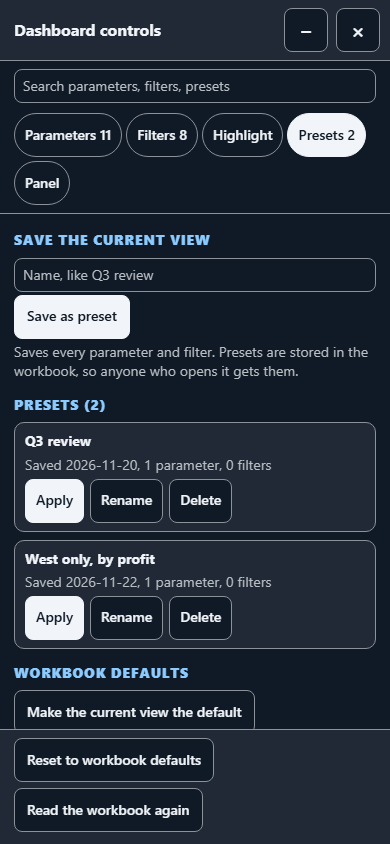 Dashboard controls
Search parameters, filters, presets
Parameters 11 Filters 8 Highlight Presets 2
Panel
SAVE THE CURRENT VIEW
Name, like Q3 review
Save as preset
Saves every parameter and filter. Presets are stored in the
workbook, so anyone who opens it gets them.
PRESETS (2)
Q3 review
Saved 2026-11-20, 1 parameter, 0 filters
Apply Rename Delete
West only, by profit
Saved 2026-11-22, 1 parameter, 0 filters
Apply Rename Delete
WORKBOOK DEFAULTS
Make the current view the default
Reset to workbook defaults
Read the workbook again